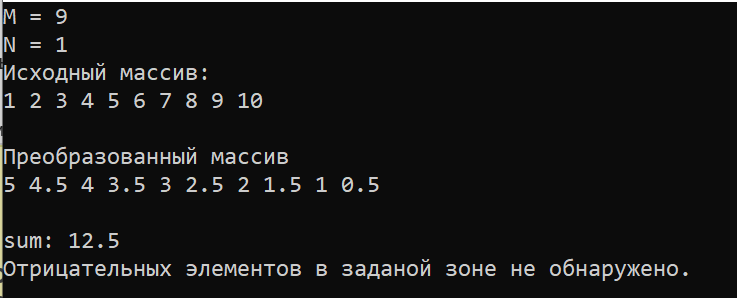 M = 9
N = 1
Исходный массив:
1 2 3 4 5 6 7 8 9 10
Преобразованный массив
5 4.5 4 3.5 3 2.5 2 1.5 1 0.5
sum: 12.5
Отрицательных элементов в заданой зоне не обнаружено.